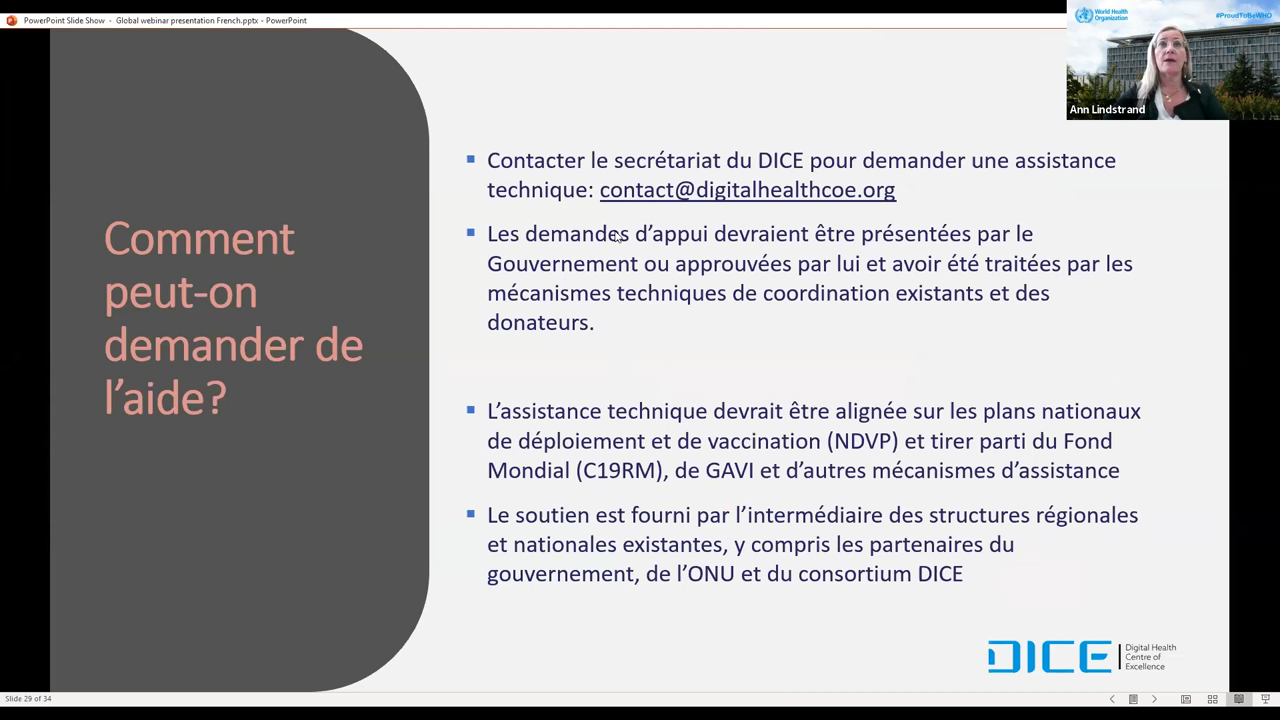 PowerPoint Slide Show - Global webinar presentation French.pptx - PowerPoint
World Health
Organization
#ProudToBeWHO
Ann Lindstrand
Comment
peut-on
demander de
l’aide?
Contacter le secrétariat du DICE pour demander une assistance
technique: contact@digitalhealthcoe.org
Les demandes d’appui devraient être présentées par le
Gouvernement ou approuvées par lui et avoir été traitées par les
mécanismes techniques de coordination existants et des
donateurs.
L’assistance technique devrait être alignée sur les plans nationaux
de déploiement et de vaccination (NDVP) et tirer parti du Fond
Mondial (C19RM), de GAVI et d’autres mécanismes d’assistance
Le soutien est fourni par l’intermédiaire des structures régionales
et nationales existantes, y compris les partenaires du
gouvernement, de l’ONU et du consortium DICE
DICE
Digital Health
Centre of
Excellence
Slide 29 of 34